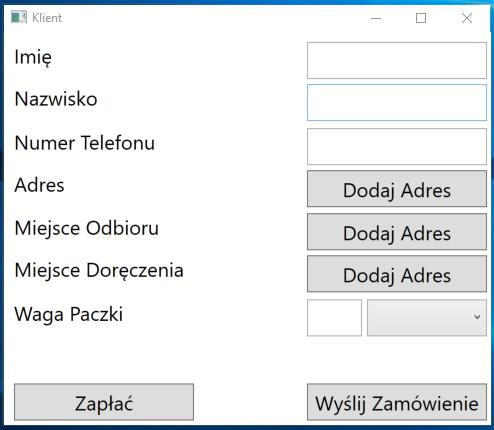 Klient
Imię
Nazwisko
Numer Telefonu
Adres Dodaj Adres
Miejsce Odbioru Dodaj Adres
Miejsce Doręczenia Dodaj Adres
Waga Paczki
Zapłać Wyślij Zamówienie